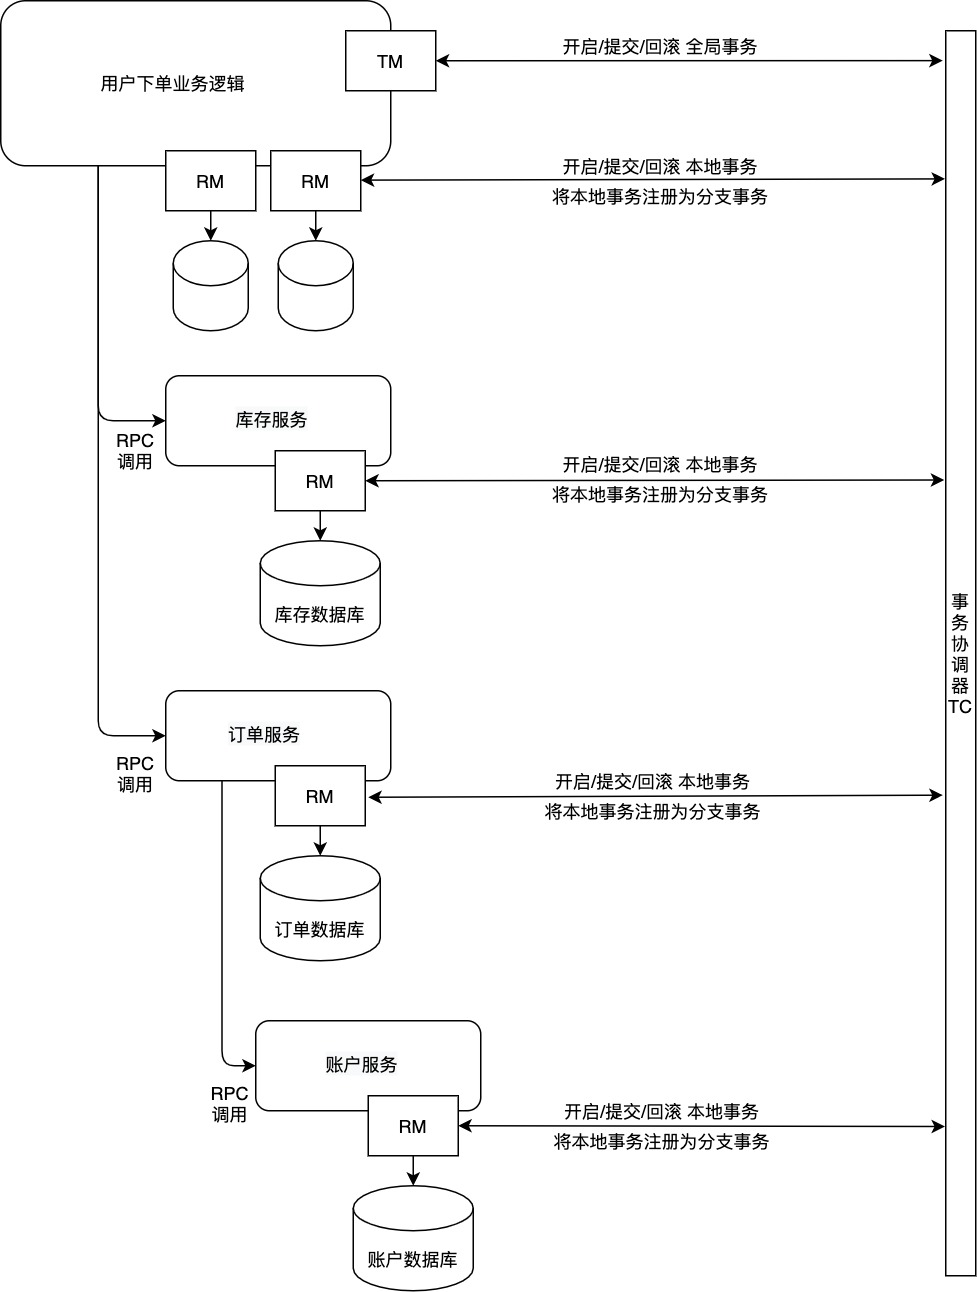 用户下单业务逻辑
TM
开启/提交/回滚 全局事务
RM
RM
开启/提交/回滚 本地事务
将本地事务注册为分支事务
库存服务
RPC
调用
RM
开启/提交/回滚 本地事务
将本地事务注册为分支事务
库存数据库
事
务
协
调
器
TC
订单服务
RPC
调用
RM
开启/提交/回滚 本地事务
将本地事务注册为分支事务
订单数据库
账户服务
RPC
调用
RM
开启/提交/回滚 本地事务
将本地事务注册为分支事务
账户数据库